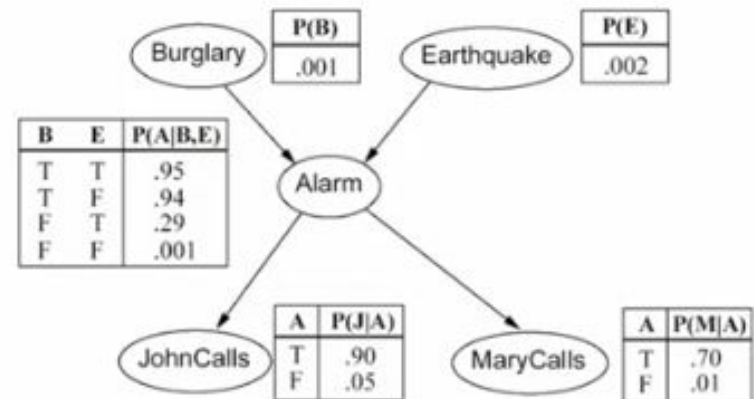 Burglary
P(B)
.001
Earthquake
P(E)
.002
B E P(A|B,E)
T T .95
T F .94
F T .29
F F .001
Alarm
JohnCalls
A P(J|A)
T .90
F .05
MaryCalls
A P(M|A)
T .70
F .01